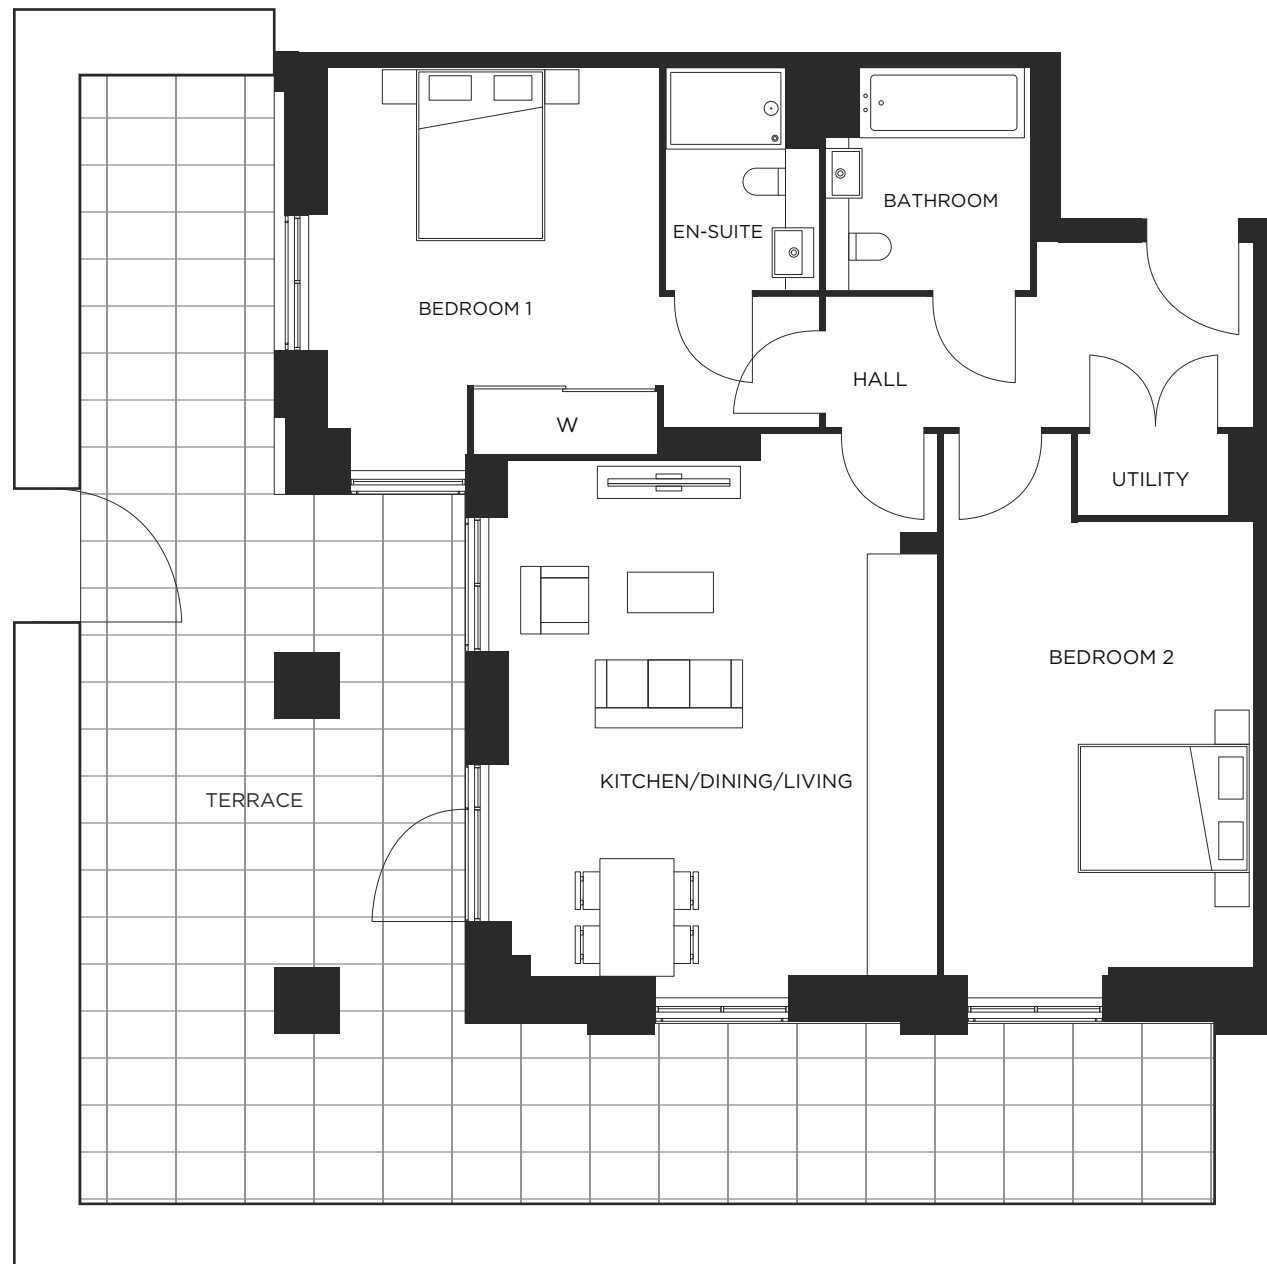 BATHROOM
EN-SUITE
BEDROOM 1
HALL
W
UTILITY
BEDROOM 2
KITCHEN/DINING/LIVING
TERRACE